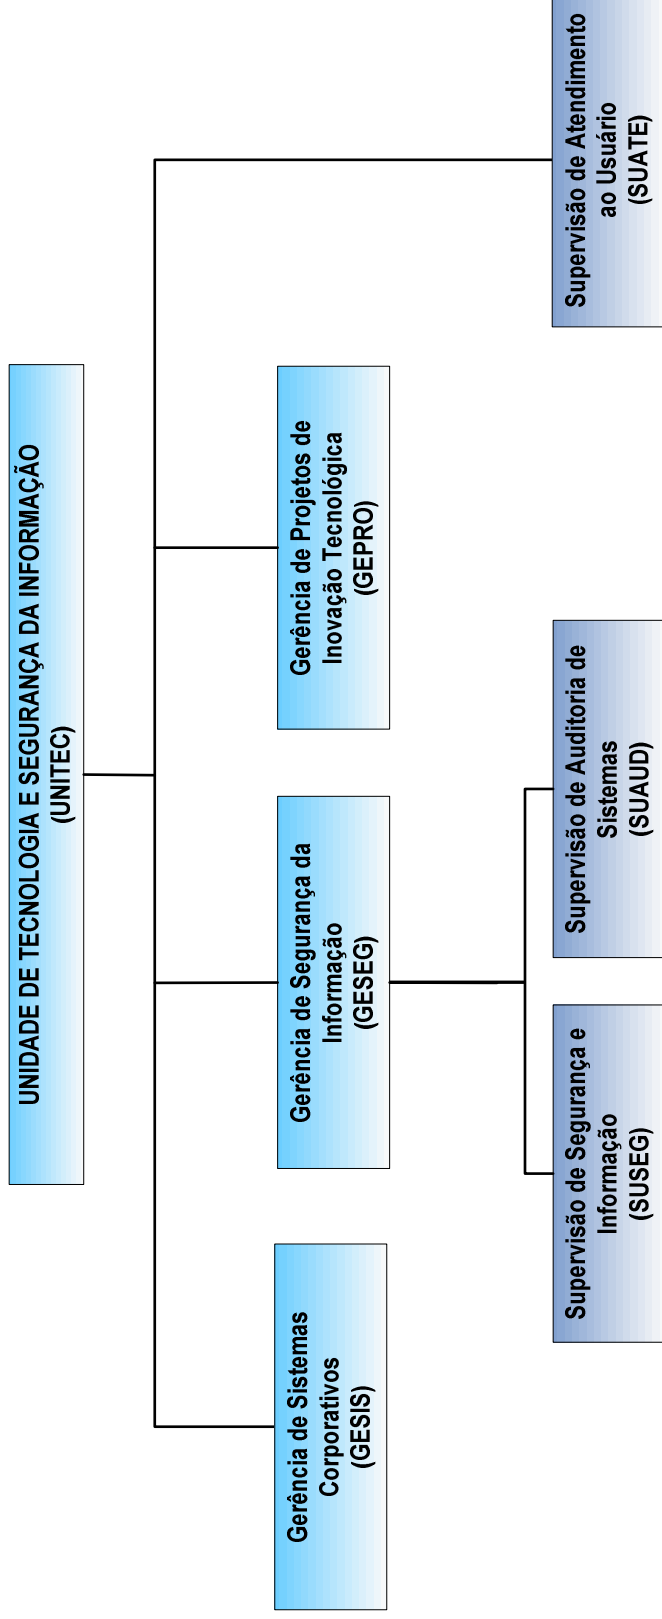 UNIDADE DE TECNOLOGIA E SEGURANÇA DA INFORMAÇÃO
(UNITEC)
Gerência de Sistemas
Corporativos
(GESIS)
Gerência de Segurança da
Informação
(GESEG)
Gerência de Projetos de
Inovação Tecnológica
(GEPRO)
Supervisão de Segurança e
Informação
(SUSEG)
Supervisão de Auditoria de
Sistemas
(SUAUD)
Supervisão de Atendimento
ao Usuário
(SUATE)